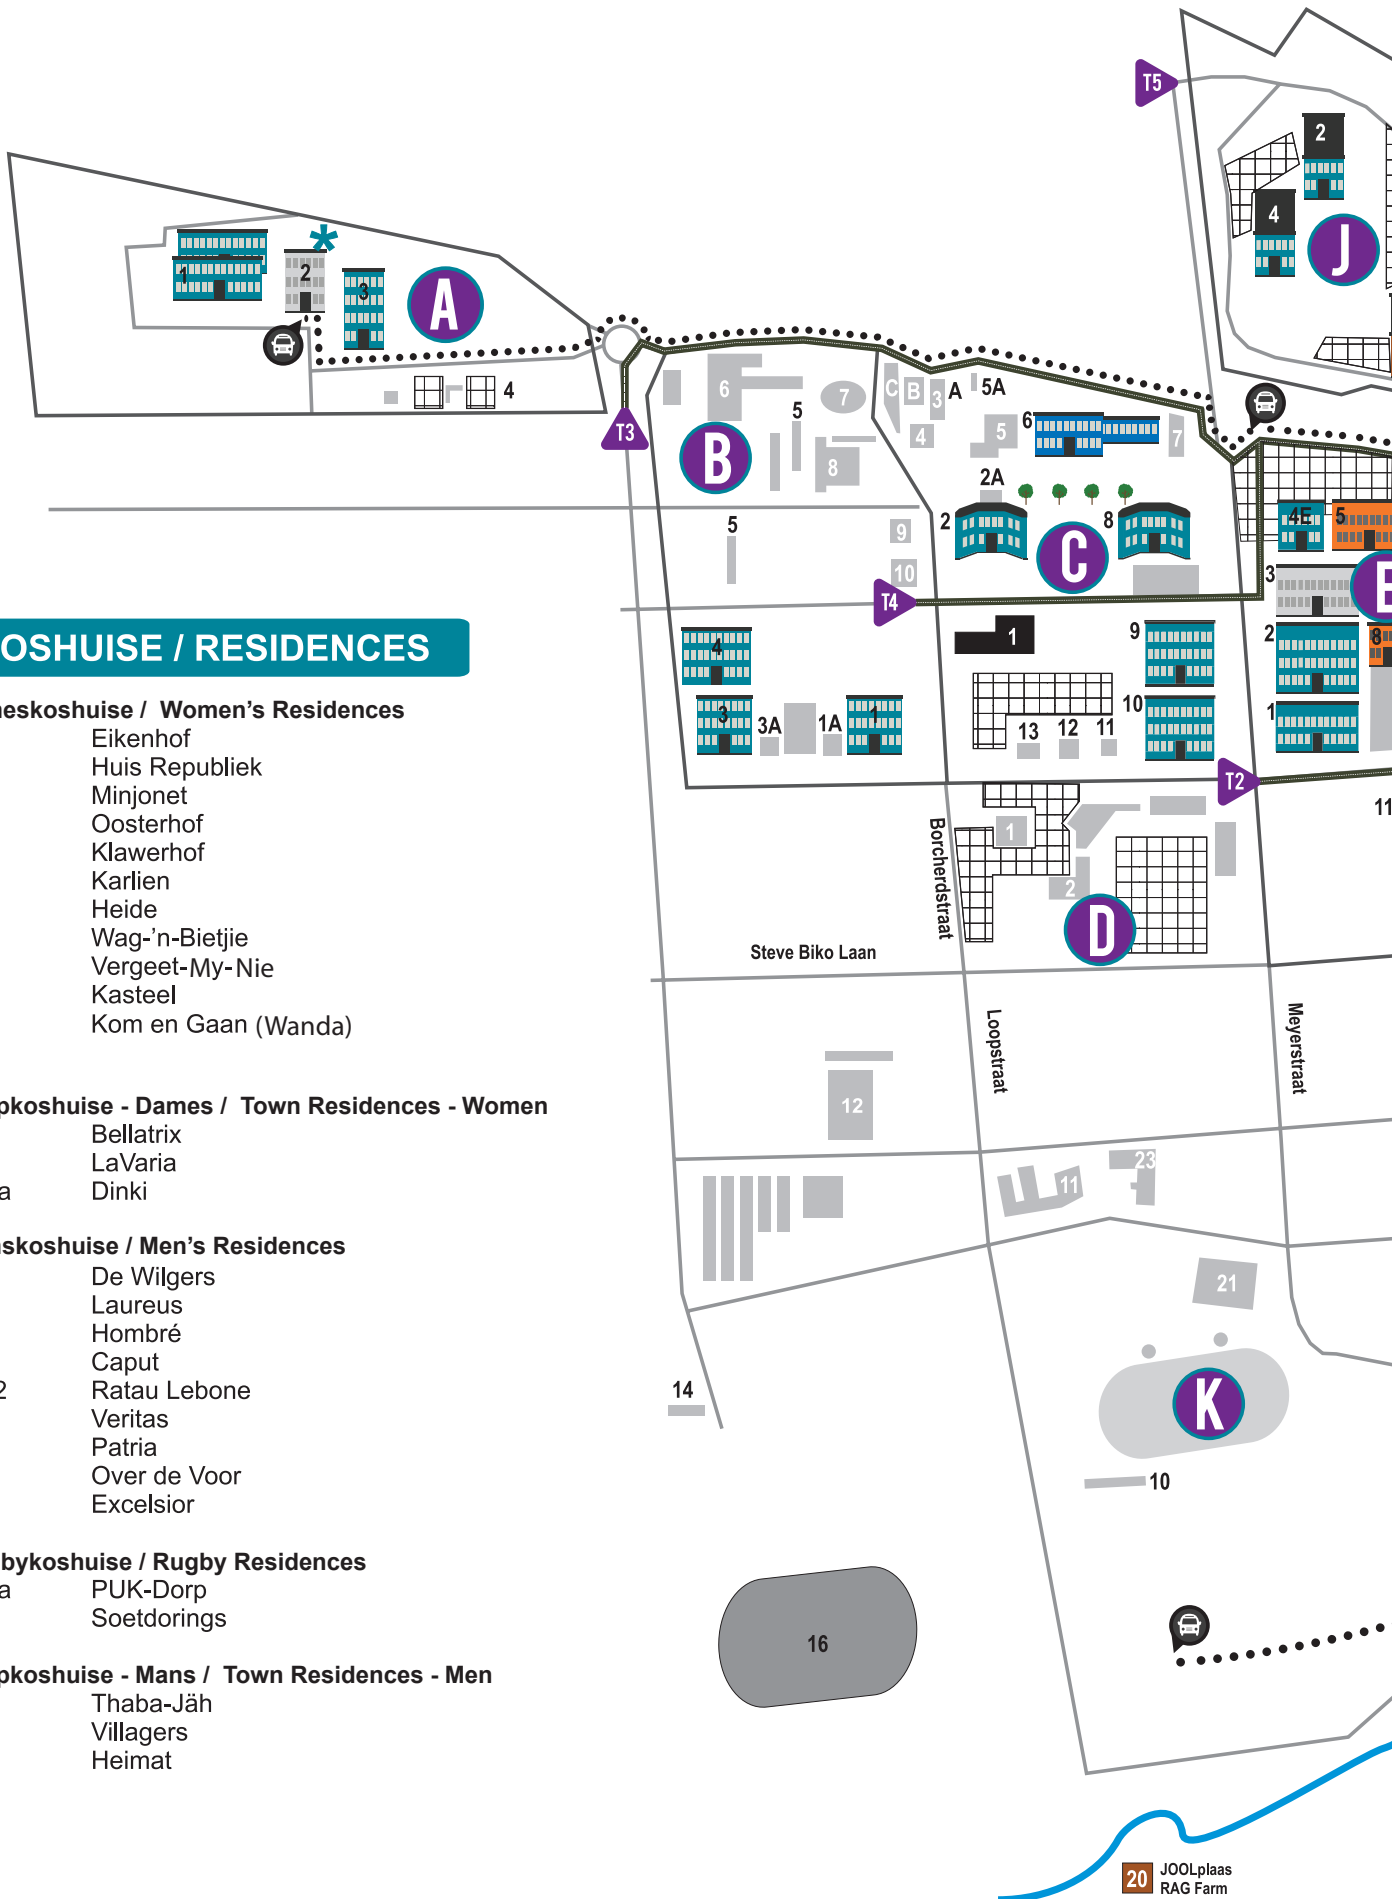 T5
2
4
J
1
2
*
3
A
4
T3
6
7
5
B
8
5
C
B
3
A
4
5A
5
6
7
2A
2
8
C
9
10
T4
4E
5
E
3
2
8
1
1
9
10
13
12
11
4
3
3A
1A
1
T2
11
OSHUISE / RESIDENCES
neskoshuise / Women's Residences
Eikenhof
Huis Republiek
Minjonet
Oosterhof
Klawerhof
Karlien
Heide
Wag-'n-Bietjie
Vergeet-My-Nie
Kasteel
Kom en Gaan (Wanda)
pkoshuise - Dames / Town Residences - Women
Bellatrix
LaVaria
a Dinki
nskoshuise / Men's Residences
De Wilgers
Laureus
Hombré
Caput
2 Ratau Lebone
Veritas
Patria
Over de Voor
Excelsior
bykoshuise / Rugby Residences
a PUK-Dorp
Soetdorings
pkoshuise - Mans / Town Residences - Men
Thaba-Jäh
Villagers
Heimat
1
2
D
Borcherdstraat
Steve Biko Laan
Loopstraat
Meyerstraat
12
11
23
21
14
K
10
16
20 JOOLplaas
RAG Farm